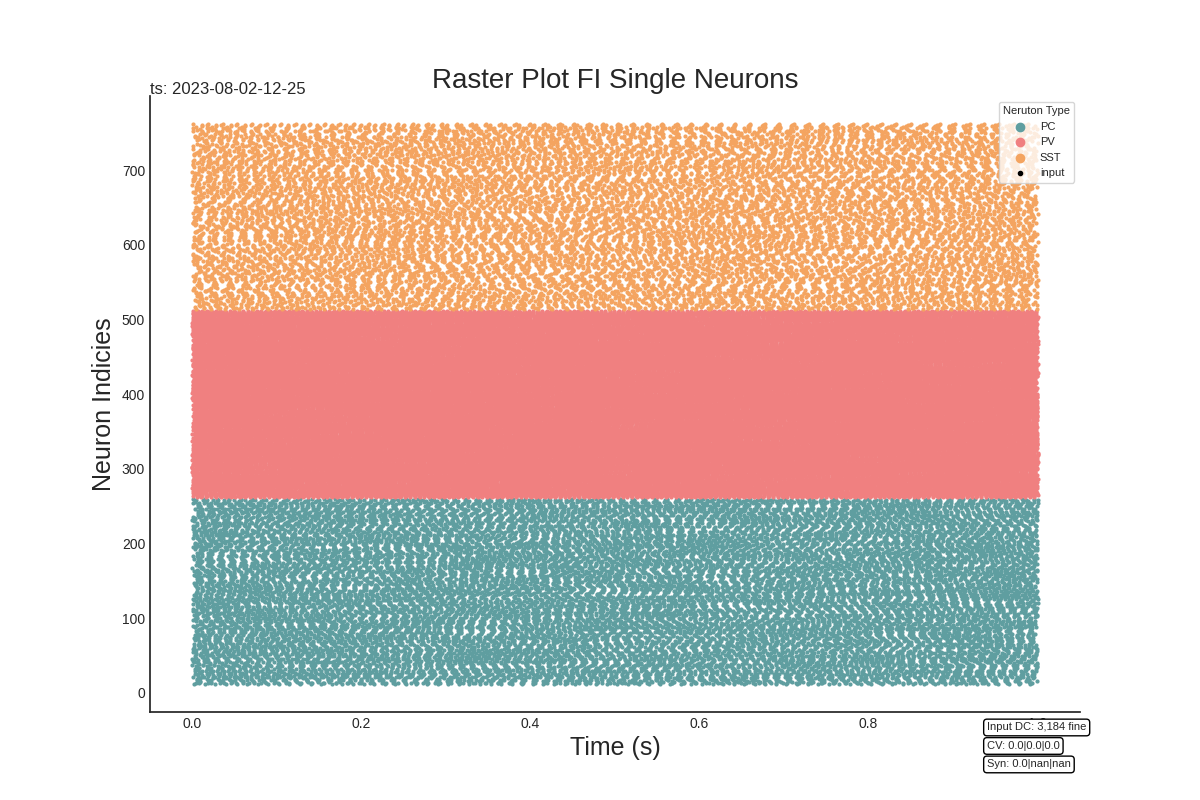 Raster Plot FI Single Neurons
ts: 2023-08-02-12-25
Neruton Type
PC
PV
SST
input
Neuron Indicies
700
600
500
400
300
200
100
0
0.0 0.2 0.4 0.6 0.8
Time (s)
Input DC: 3,184 fine
CV: 0.0|0.0|0.0
Syn: 0.0|nan|nan